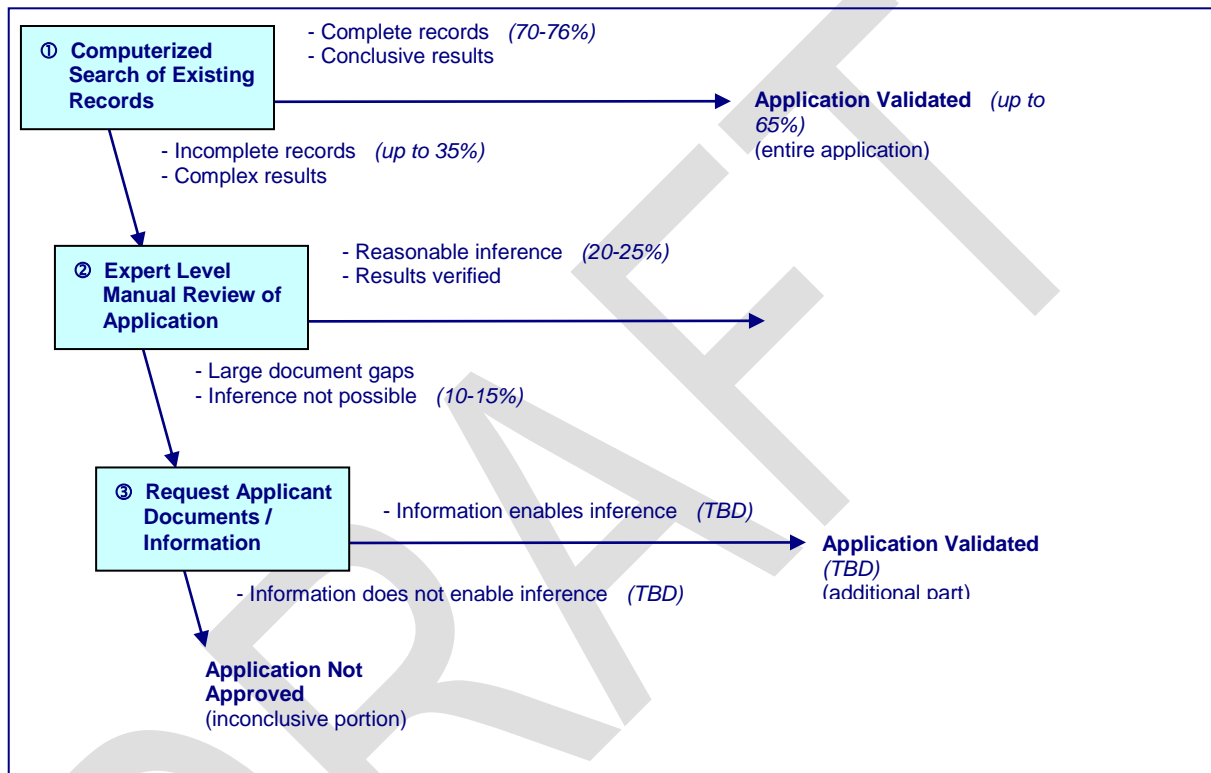 - Complete records (70-76%)
- Conclusive results
① Computerized
Search of Existing
Records
Application Validated (up to
65%)
(entire application)
- Incomplete records (up to 35%)
- Complex results
- Reasonable inference (20-25%)
- Results verified
② Expert Level
Manual Review of
Application
- Large document gaps
- Inference not possible (10-15%)
③ Request Applicant
Documents /
Information
- Information enables inference (TBD)
Application Validated
(TBD)
(additional part)
- Information does not enable inference (TBD)
Application Not
Approved
(inconclusive portion)
DRAFT